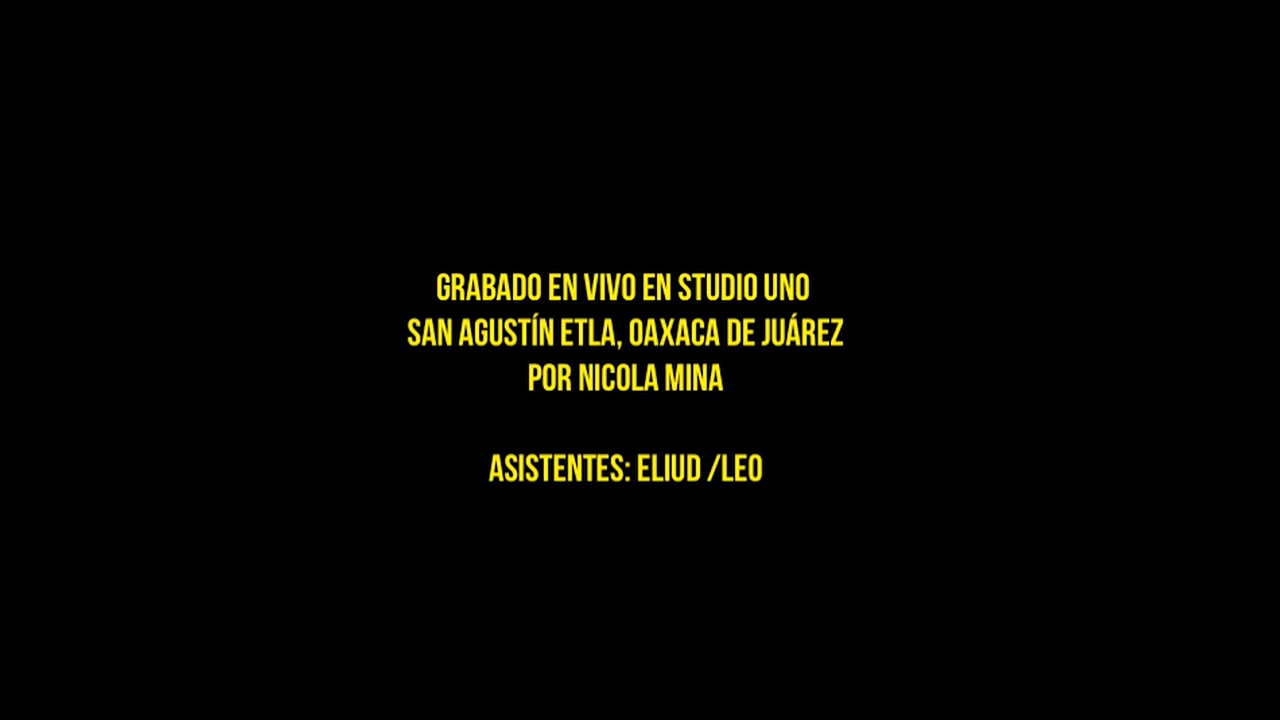 GRABADO EN VIVO EN STUDIO UNO
SAN AGUSTÍN ETLA, OAXACA DE JUÁREZ
POR NICOLA MINA
ASISTENTES: ELIUD /LEO